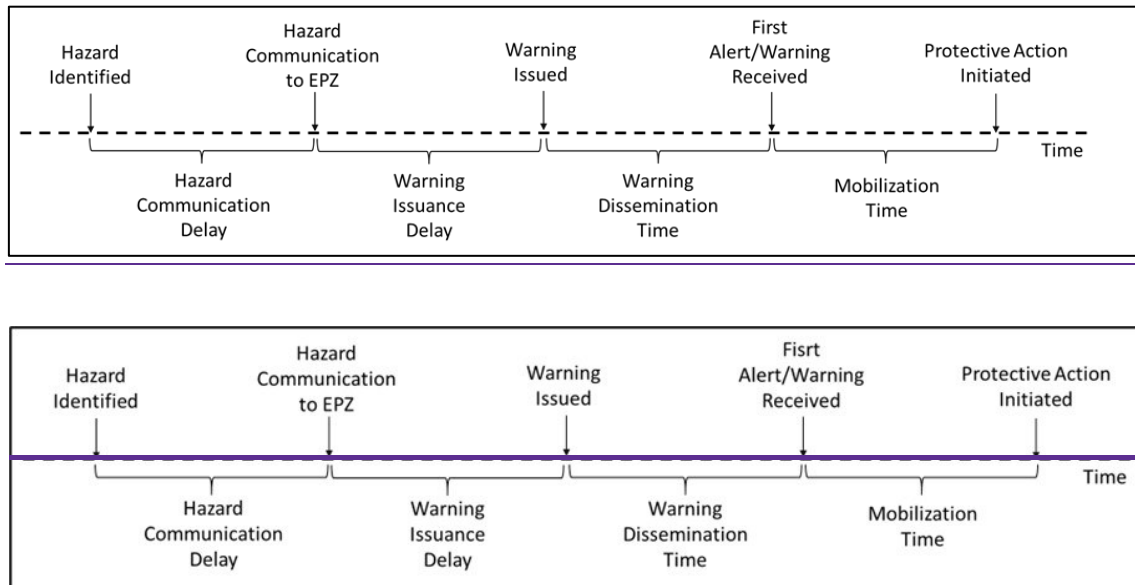 Hazard
Identified
Hazard
Communication
to EPZ
Warning
Issued
First
Alert/Warning
Received
Protective Action
Initiated
Time
Hazard
Communication
Delay
Warning
Issuance
Delay
Warning
Dissemination
Time
Mobilization
Time
Hazard
Identified
Hazard
Communication
to EPZ
Warning
Issued
Fisrt
Alert/Warning
Received
Protective Action
Initiated
Time
Hazard
Communication
Delay
Warning
Issuance
Delay
Warning
Dissemination
Time
Mobilization
Time